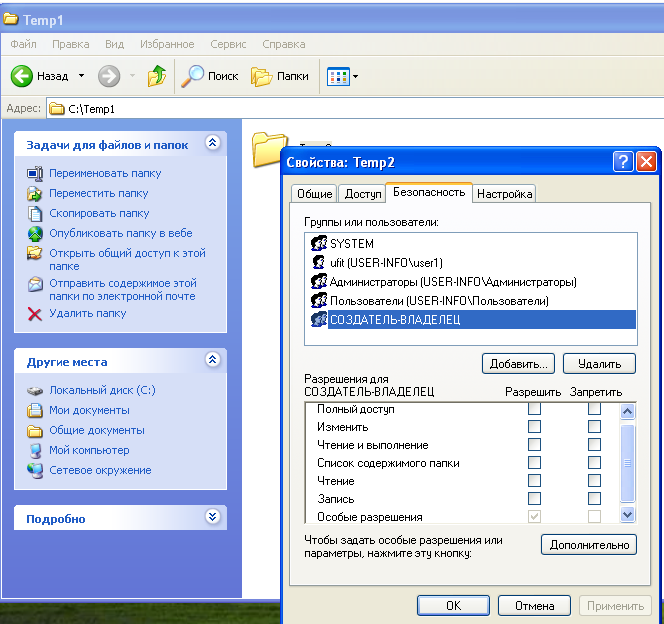 Temp1
Файл Правка Вид Избранное Сервис Справка
Назад Поиск Папки
Адрес: C:\Temp1
Задачи для файлов и папок
Переименовать папку
Переместить папку
Скопировать папку
Опубликовать папку в вебе
Открыть общий доступ к этой
папке
Отправить содержимое этой
папки по электронной почте
Удалить папку
Другие места
Локальный диск (C:)
Мои документы
Общие документы
Мой компьютер
Сетевое окружение
Подробно
Свойства: Temp2
Общие Доступ Безопасность Настройка
Группы или пользователи:
SYSTEM
ufit (USER-INFO\user1)
Администраторы (USER-INFO\Администраторы)
Пользователи (USER-INFO\Пользователи)
СОЗДАТЕЛЬ-ВЛАДЕЛЕЦ
Добавить... Удалить
Разрешения для
СОЗДАТЕЛЬ-ВЛАДЕЛЕЦ Разрешить Запретить
Полный доступ
Изменить
Чтение и выполнение
Список содержимого папки
Чтение
Запись
Особые разрешения
Чтобы задать особые разрешения или
параметры, нажмите эту кнопку:
Дополнительно
OK Отмена Применить